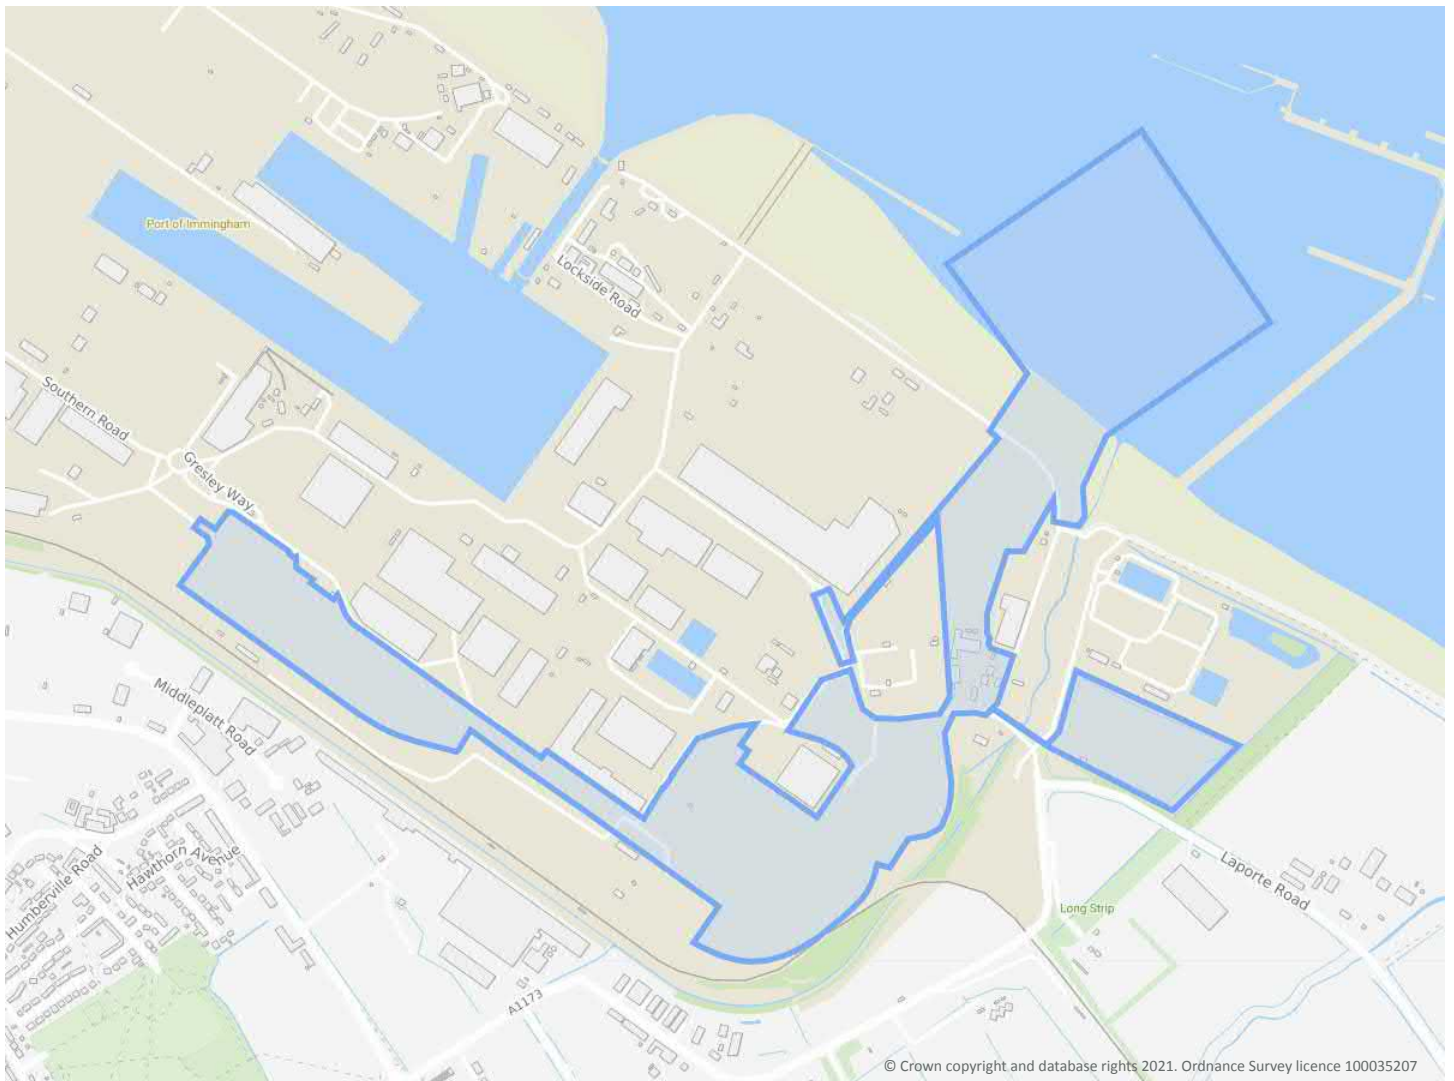 Port of Immingham
Lockside Road
Southern Road
Gresley Way
Middleplatt Road
Humberville Road
Hawthorn Avenue
A1173
Long Strip
Laporte Road
© Crown copyright and database rights 2021. Ordnance Survey licence 100035207